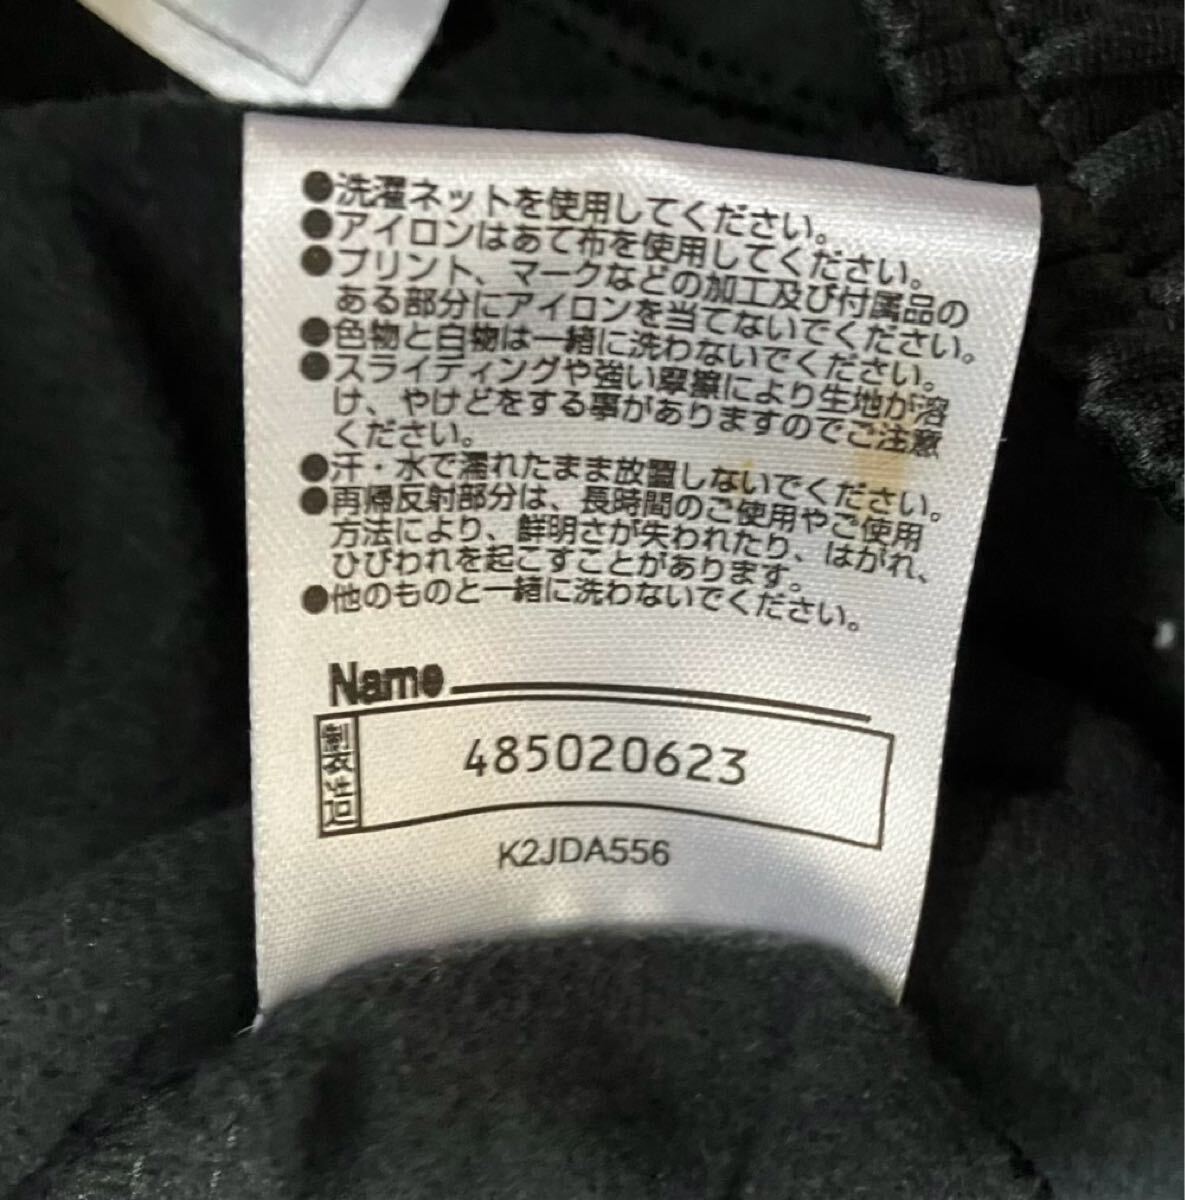 ●洗濯ネットを使用してください。
●アイロンはあて布を使用してください。
●プリント、マークなどの加工及び付属品の
ある部分にアイロンを当てないでください。
●色物と白物は一緒に洗わないでください。
●スライディングや強い摩擦により生地が溶
け、やけどをする事がありますのでご注意
ください。
●汗・水で濡れたまま放置しないでください。
●再帰反射部分は、長時間のご使用やご使用
方法により、鮮明さが失われたり、はがれ、
ひびわれを起こすことがあります。
●他のものと一緒に洗わないでください。
Name
485020623
K2JDA556